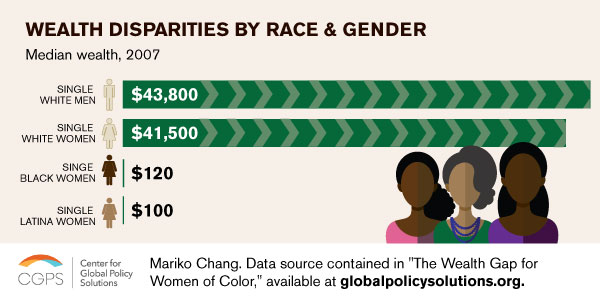 WEALTH DISPARITIES BY RACE & GENDER
Median wealth, 2007
SINGLE
WHITE MEN
$43,800
SINGLE
WHITE WOMEN
$41,500
SINGE
BLACK WOMEN
$120
SINGLE
LATINA WOMEN
$100
CGPS
Center for
Global Policy
Solutions
Mariko Chang. Data source contained in "The Wealth Gap for
Women of Color," available at globalpolicysolutions.org.